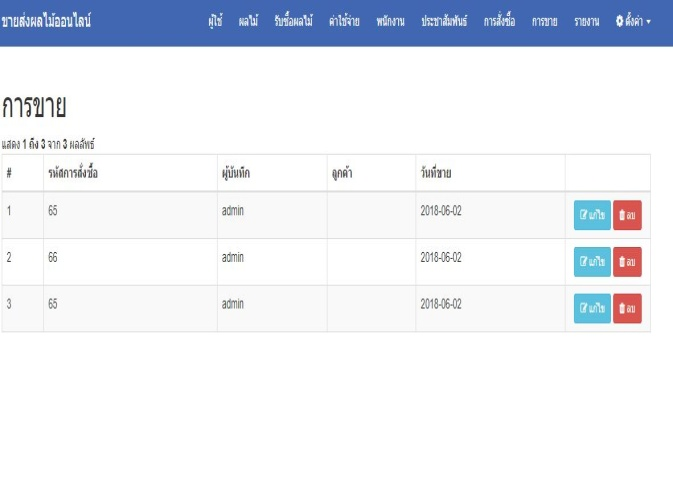 ขายส่งผลไม้ออนไลน์ ผู้ใช้ ผลไม้ รับซื้อผลไม้ ค่าใช้จ่าย พนักงาน ประชาสัมพันธ์ การสั่งซื้อ การขาย รายงาน ตั้งค่า
การขาย
แสดง 1 ถึง 3 จาก 3 ผลลัพธ์
# รหัสการสั่งซื้อ ผู้บันทึก ลูกค้า วันที่ขาย
1 65 admin 2018-06-02 แก้ไข ลบ
2 66 admin 2018-06-02 แก้ไข ลบ
3 65 admin 2018-06-02 แก้ไข ลบ